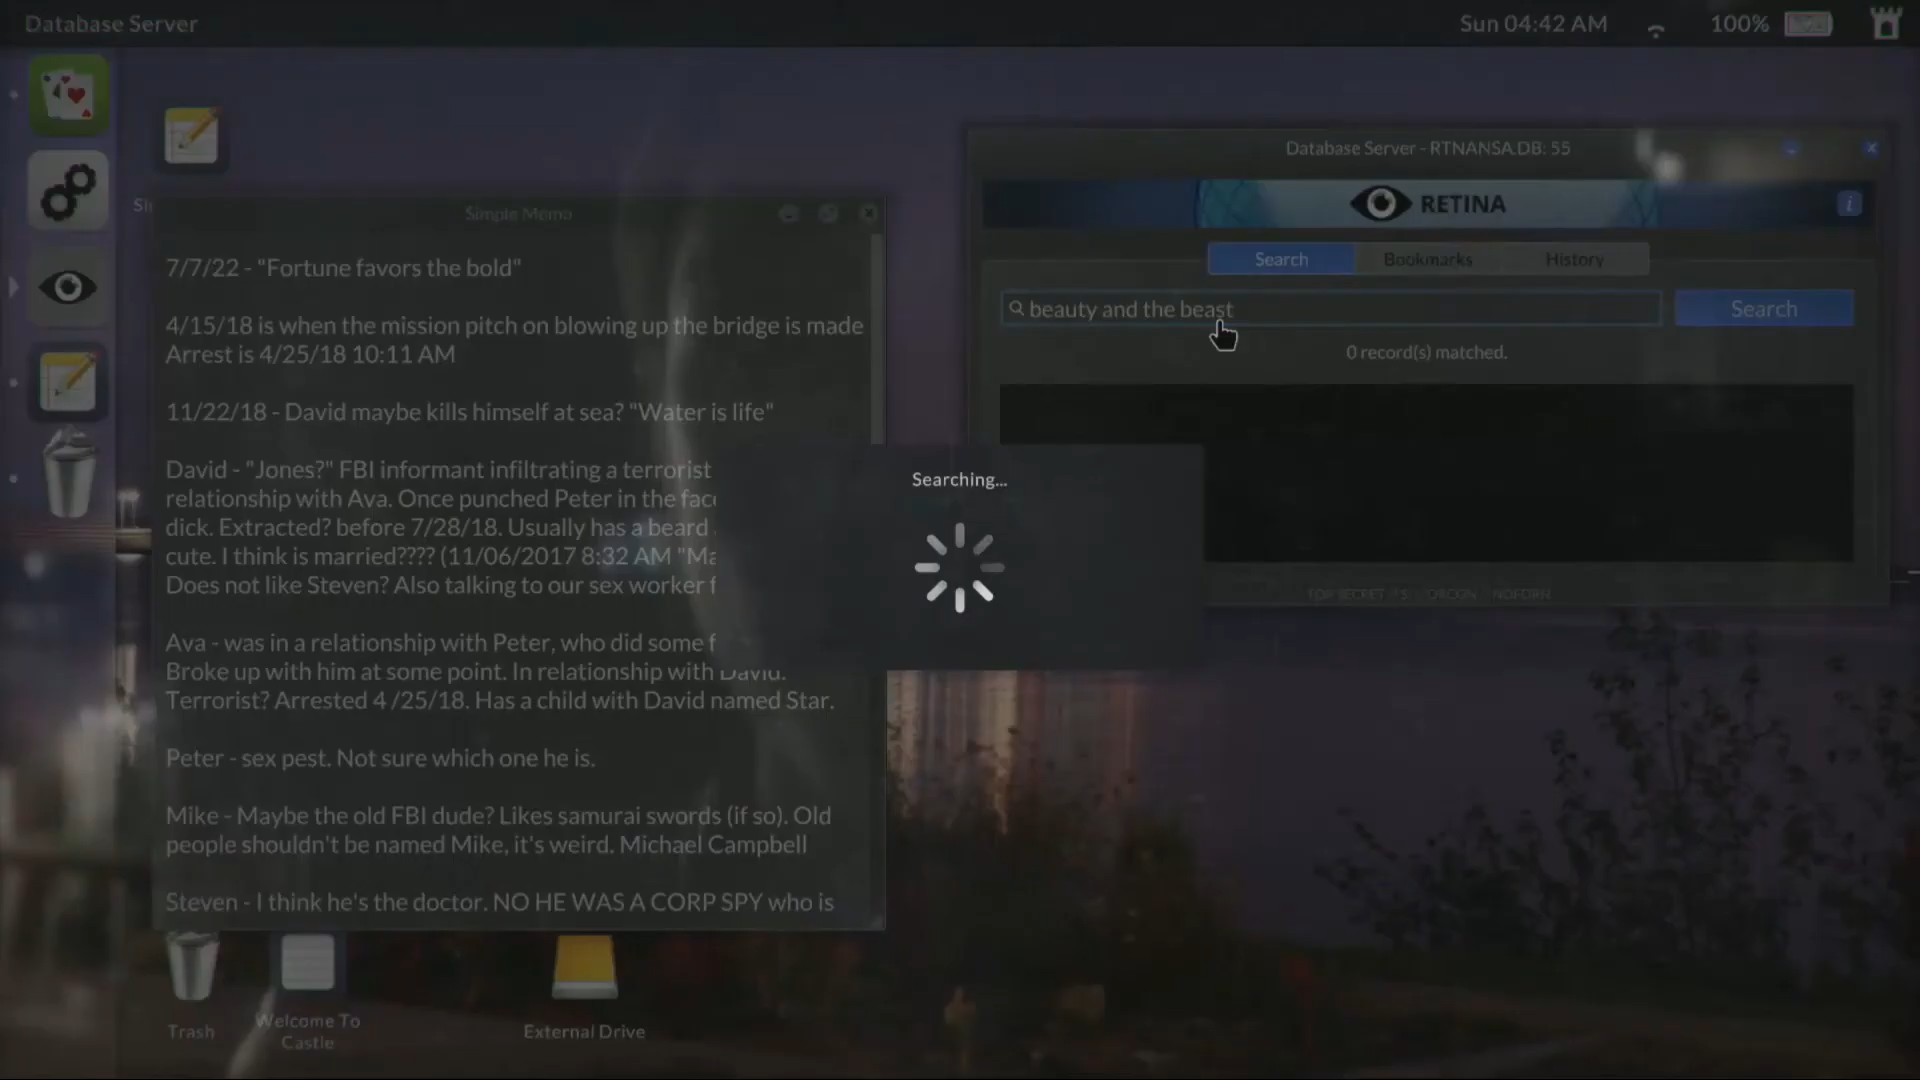 Database Server
Sun 04:42 AM
100%
Simple Memo
7/7/22 - "Fortune favors the bold"
4/15/18 is when the mission pitch on blowing up the bridge is made
Arrest is 4/25/18 10:11 AM
11/22/18 - David maybe kills himself at sea? "Water is life"
David - "Jones?" FBI informant infiltrating a terrorist
relationship with Ava. Once punched Peter in the
dick. Extracted? before 7/28/18. Usually has a beard
cute. I think is married???? (11/06/2017 8:32 AM
Does not like Steven? Also talking to our sex worker
Ava - was in a relationship with Peter, who did some
Broke up with him at some point. In relationship with David.
Terrorist? Arrested 4/25/18. Has a child with David named Star.
Peter - sex pest. Not sure which one he is.
Mike - Maybe the old FBI dude? Likes samurai swords (if so). Old
people shouldn't be named Mike, it's weird. Michael Campbell
Steven - I think he's the doctor. NO HE WAS A CORP SPY who is
Database Server - RTNANSA.DB: 55
RETINA
i
Search
Bookmarks
History
beauty and the beast
Search
0 record(s) matched.
Searching...
TOP SECRET ORCON NOFORN
Trash
Welcome To
Castle
External Drive